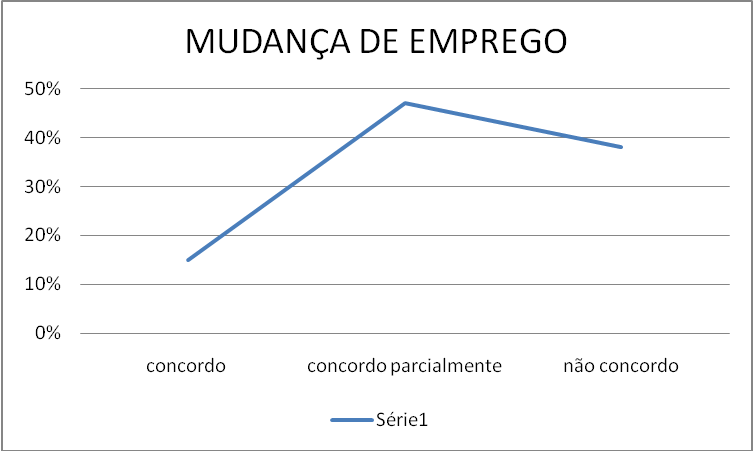 MUDANÇA DE EMPREGO
50%
40%
30%
20%
10%
0%
concordo concordo parcialmente não concordo
Série1